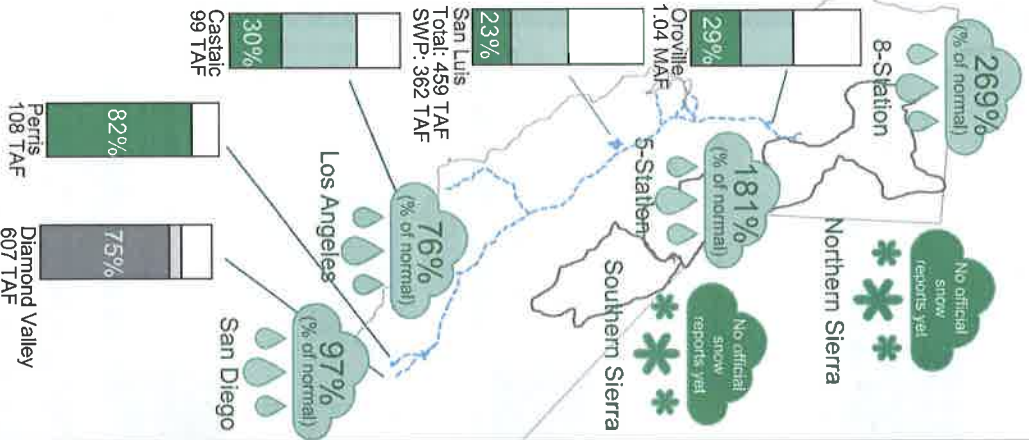 269%
(% of normal)
8-Station
No official
snow
reports yet
Northern Sierra
29%
Oroville
1.04 MAF
181%
(% of normal)
5-Station
No official
snow
reports yet
Southern Sierra
23%
San Luis
Total: 459 TAF
SWP: 362 TAF
30%
Castaic
99 TAF
76%
(% of normal)
Los Angeles
97%
(% of normal)
San Diego
82%
Perris
108 TAF
75%
Diamond Valley
607 TAF